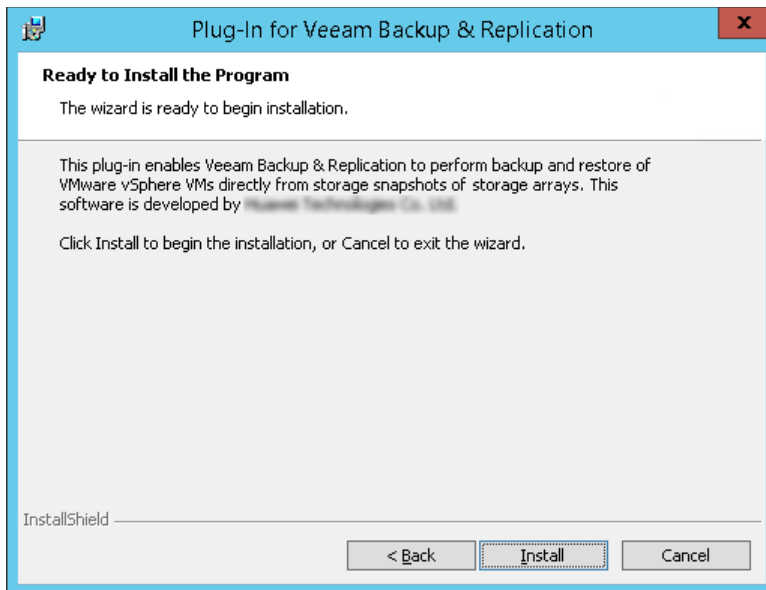 Plug-In for Veeam Backup & Replication
x
Ready to Install the Program
The wizard is ready to begin installation.
This plug-in enables Veeam Backup & Replication to perform backup and restore of
VMware vSphere VMs directly from storage snapshots of storage arrays. This
software is developed by
Click Install to begin the installation, or Cancel to exit the wizard.
InstallShield
< Back
Install
Cancel